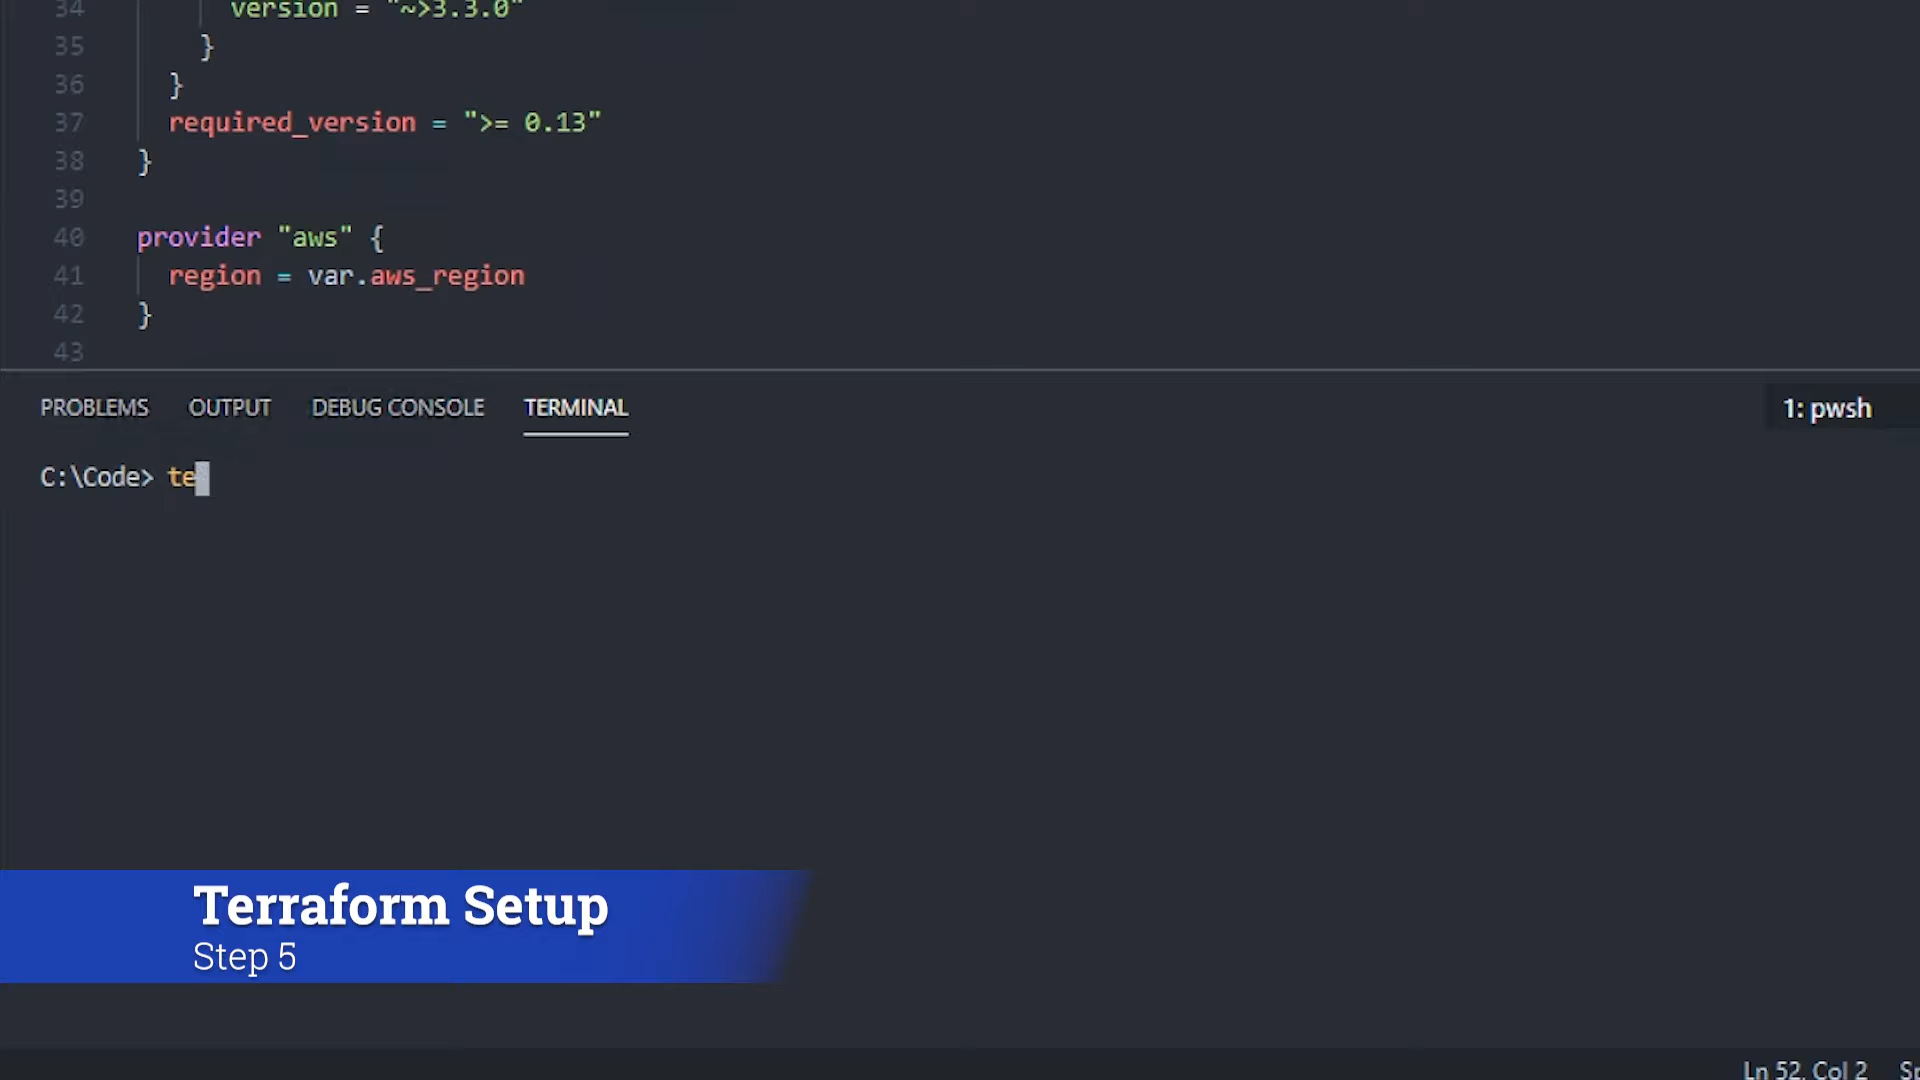 34 version = "~>3.3.0"
35 }
36 }
37 required_version = ">= 0.13"
38 }
39
40 provider "aws" {
41 region = var.aws_region
42 }
43
PROBLEMS OUTPUT DEBUG CONSOLE TERMINAL 1: pwsh
C:\Code> te
Terraform Setup
Step 5
Ln 52, Col 2